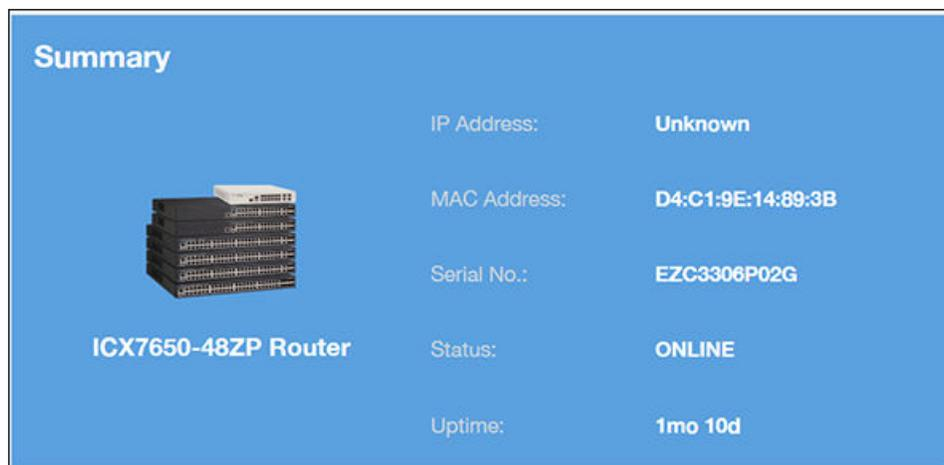 Summary
IP Address: Unknown
MAC Address: D4:C1:9E:14:89:3B
Serial No.: EZC3306P02G
ICX7650-48ZP Router
Status: ONLINE
Uptime: 1mo 10d